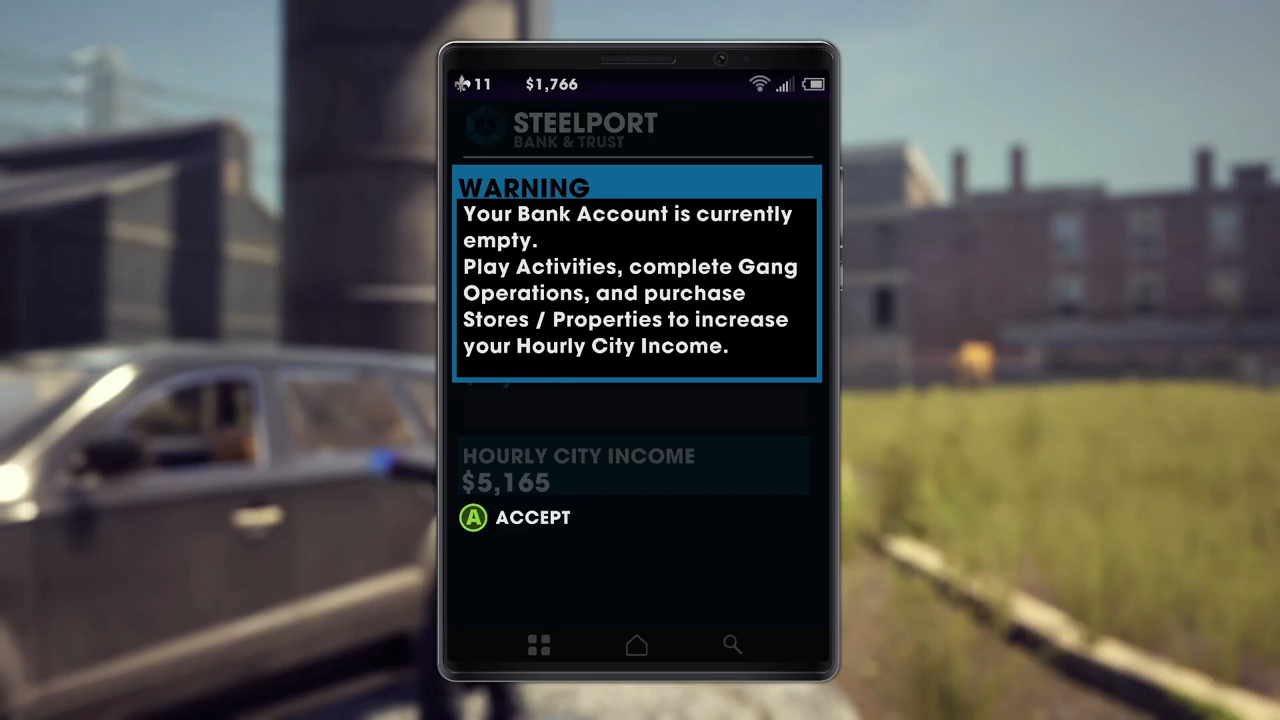 11 $1,766
STEELPORT
BANK & TRUST
WARNING
Your Bank Account is currently
empty.
Play Activities, complete Gang
Operations, and purchase
Stores / Properties to increase
your Hourly City Income.
HOURLY CITY INCOME
$5,165
A ACCEPT